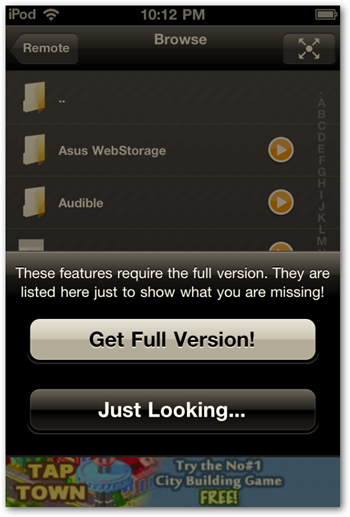 iPod 10:12 PM
Remote Browse
..
Asus WebStorage
Audible
A
B
C
D
E
F
G
H
I
J
K
L
M
These features require the full version. They are
listed here just to show what you are missing!
Get Full Version!
Just Looking...
TAP
TOWN
Try the No#1
City Building Game
FREE!